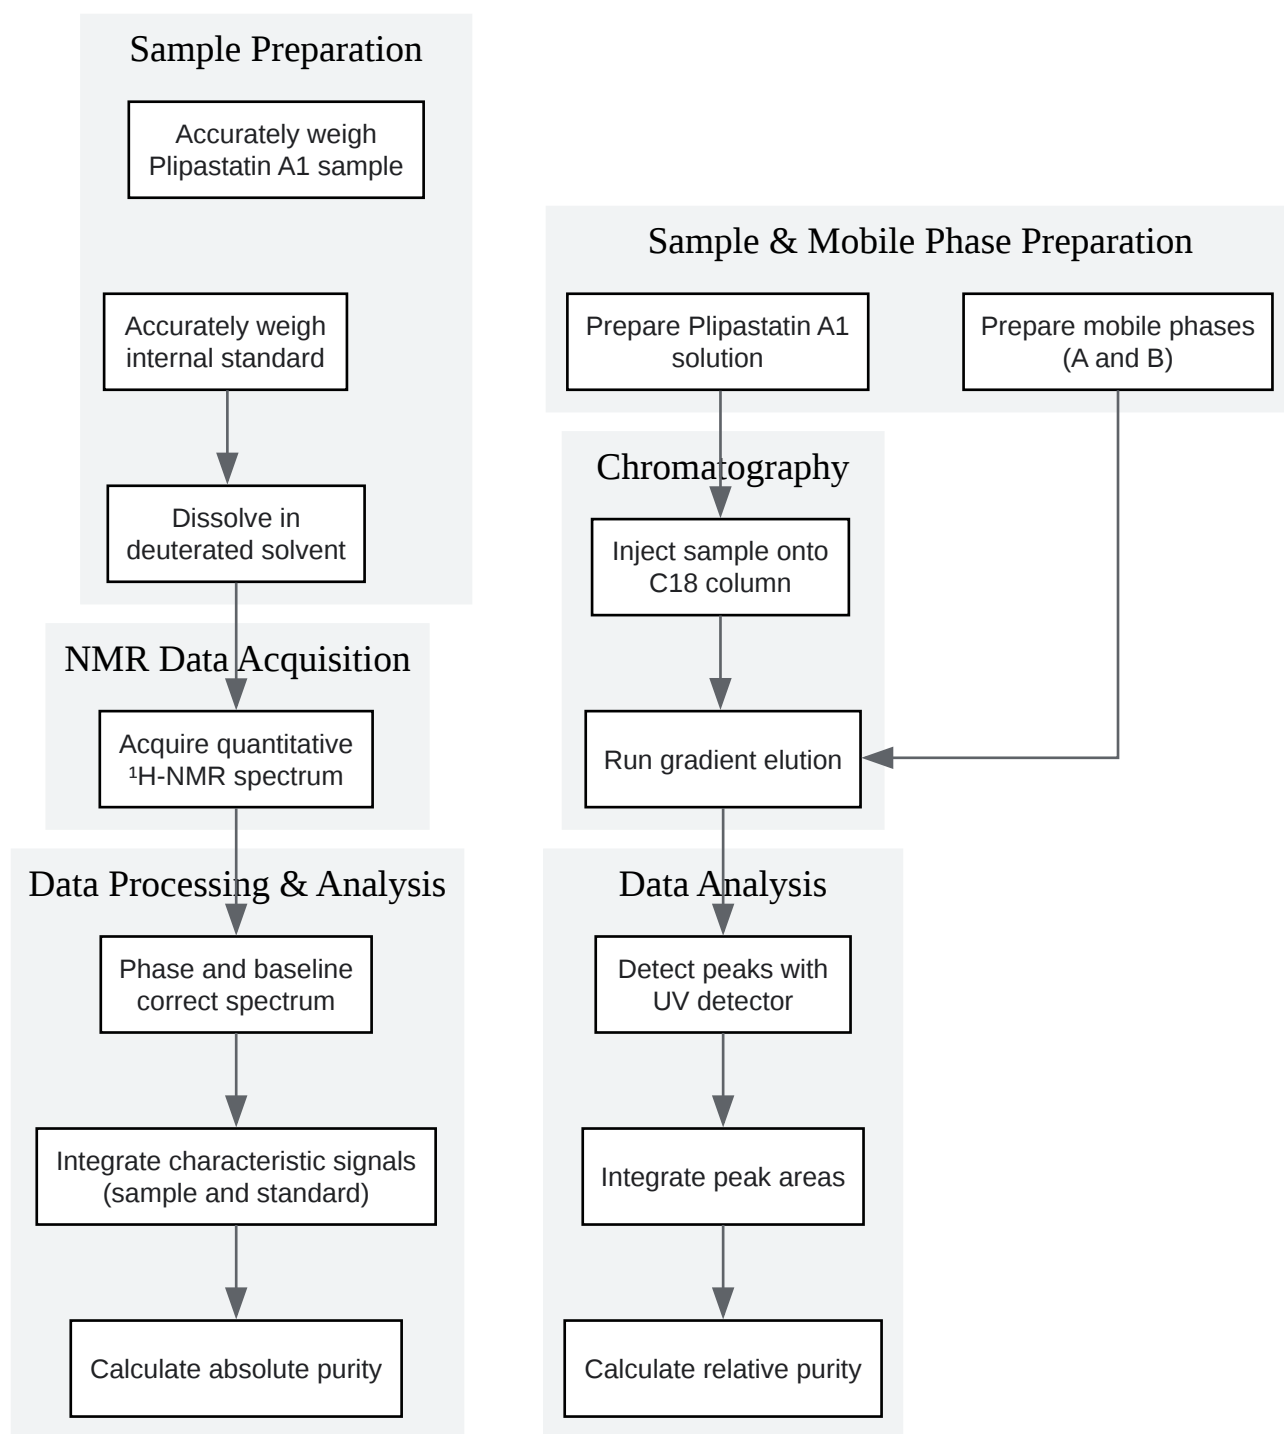 Sample Preparation
Accurately weigh
Plipastatin A1 sample
Accurately weigh
internal standard
Dissolve in
deuterated solvent
NMR Data Acquisition
Acquire quantitative
¹H-NMR spectrum
Data Processing & Analysis
Phase and baseline
correct spectrum
Integrate characteristic signals
(sample and standard)
Calculate absolute purity
Sample & Mobile Phase Preparation
Prepare Plipastatin A1
solution
Prepare mobile phases
(A and B)
Chromatography
Inject sample onto
C18 column
Run gradient elution
Data Analysis
Detect peaks with
UV detector
Integrate peak areas
Calculate relative purity